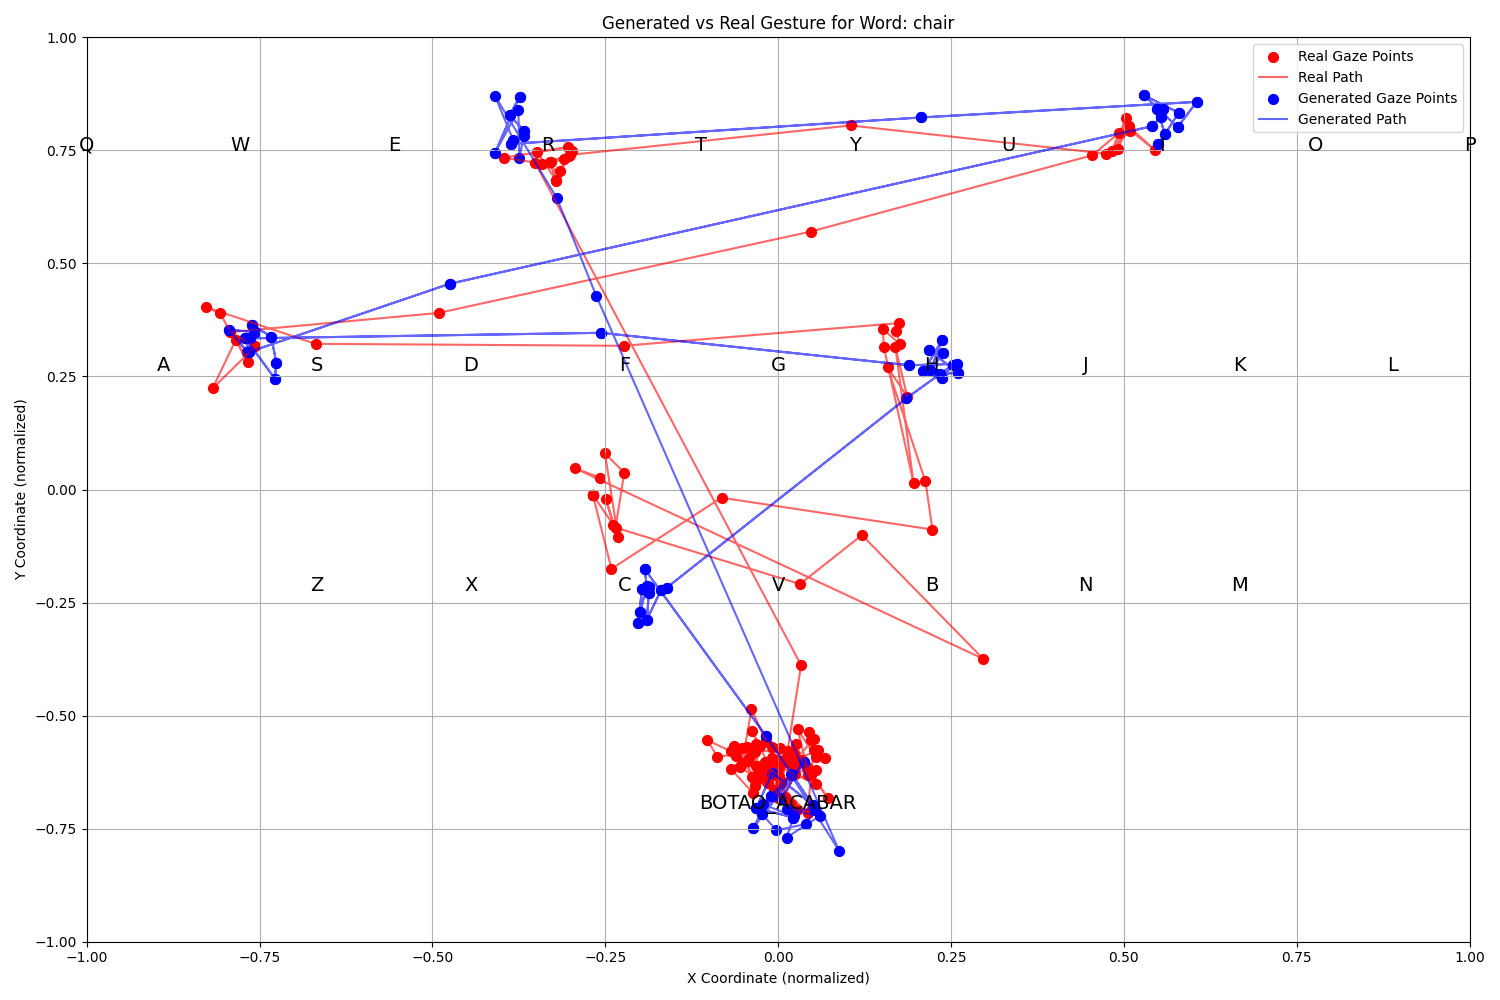 Generated vs Real Gesture for Word: chair
Real Gaze Points
Real Path
Generated Gaze Points
Generated Path
1.00
0.75
0.50
0.25
0.00
−0.25
−0.50
−0.75
−1.00
Y Coordinate (normalized)
Q W E R T Y U I O P
A S D F G H J K L
Z X C V B N M
BOTAO_ACABAR
−1.00 −0.75 −0.50 −0.25 0.00 0.25 0.50 0.75 1.00
X Coordinate (normalized)